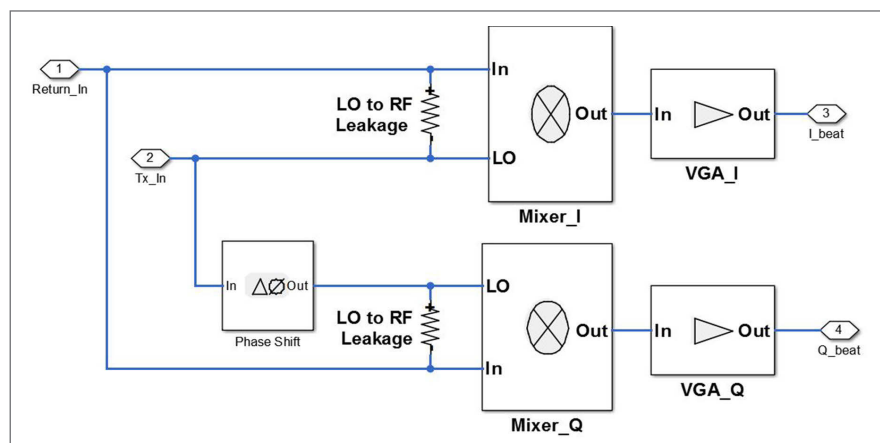 1
Return_In
LO to RF
Leakage
In
LO
Out
Mixer_I
In
Out
VGA_I
3
I_beat
2
Tx_In
In
ΔØ
Out
Phase Shift
LO to RF
Leakage
LO
In
Out
Mixer_Q
In
Out
VGA_Q
4
Q_beat